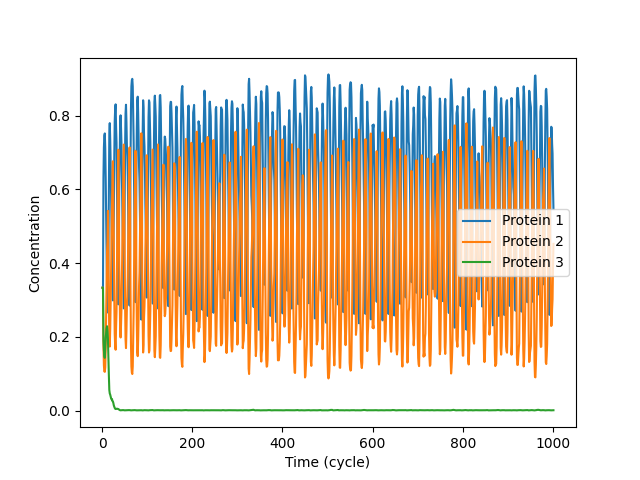 0.8
0.6
0.4
0.2
0.0
Concentration
Protein 1
Protein 2
Protein 3
0 200 400 600 800 1000
Time (cycle)